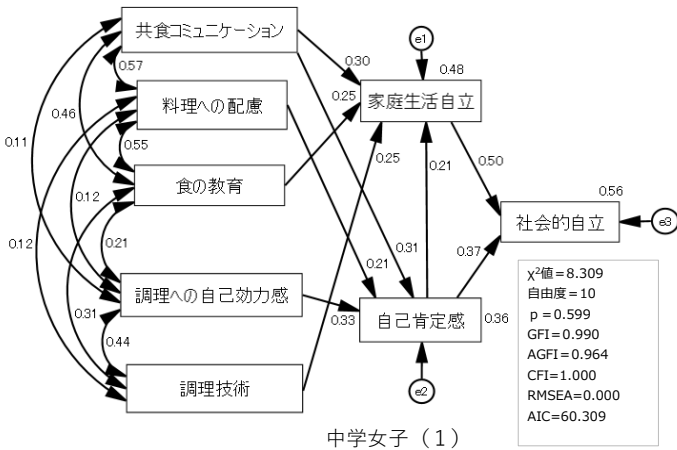 共食コミュニケーション
料理への配慮
食の教育
調理への自己効力感
調理技術
0.57
0.46
0.11
0.55
0.12
0.12
0.21
0.31
0.44
0.30
0.25
0.25
0.31
0.21
0.33
e1
0.48
家庭生活自立
0.21
0.50
0.37
0.56
社会的自立
e3
自己肯定感
0.36
e2
χ²値=8.309
自由度=10
p=0.599
GFI=0.990
AGFI=0.964
CFI=1.000
RMSEA=0.000
AIC=60.309
中学女子（1）